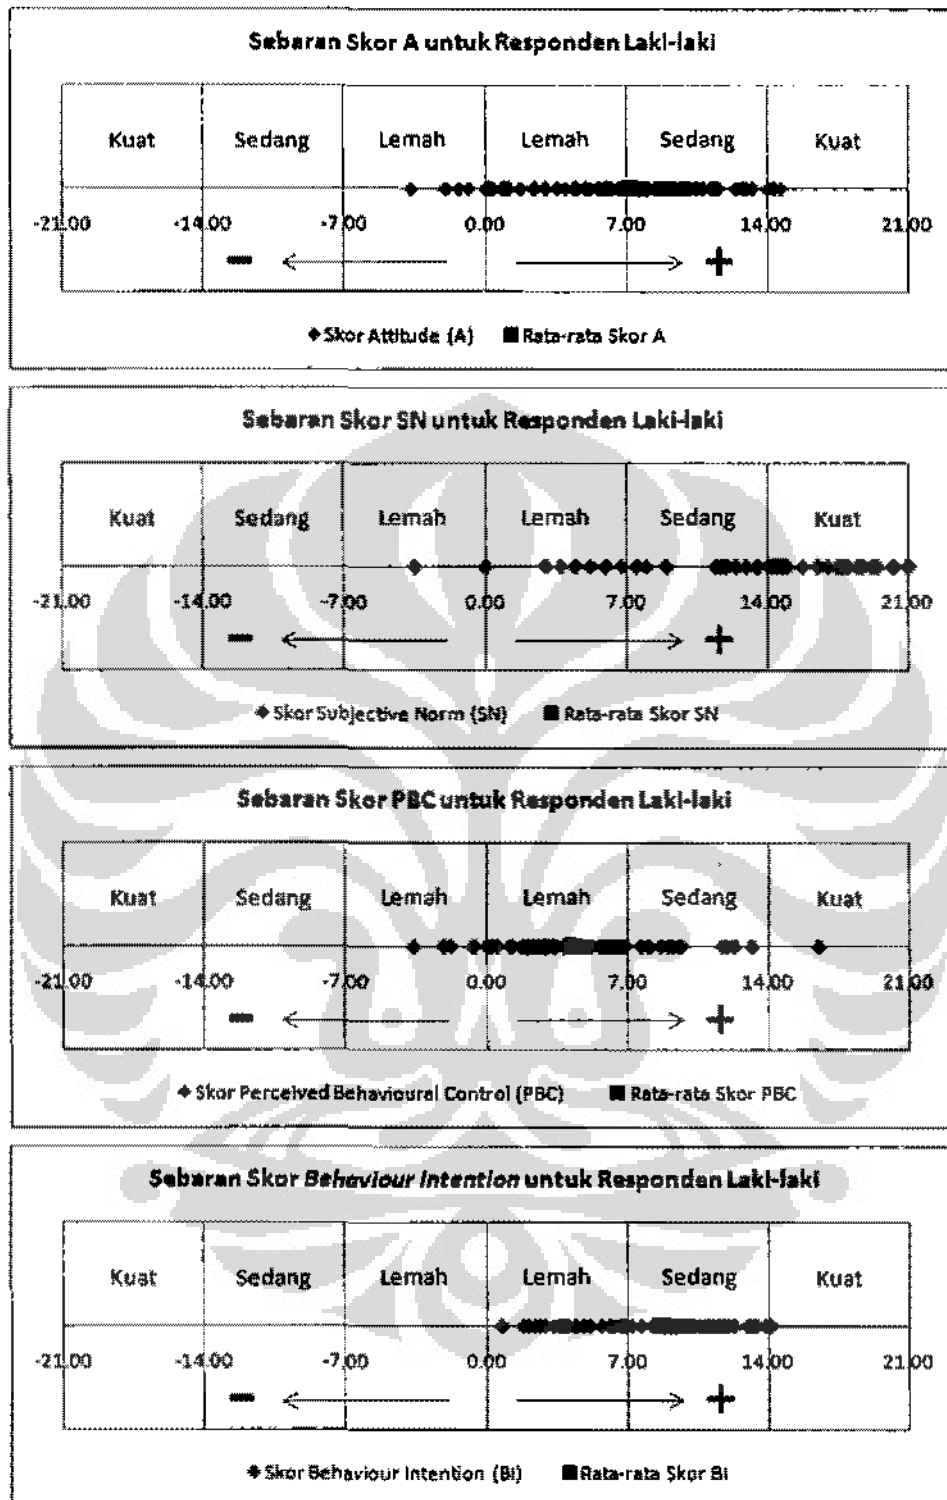 Sebaran Skor A untuk Responden Laki-laki
Kuat Sedang Lemah Lemah Sedang Kuat
-21.00 -14.00 -7.00 0.00 7.00 14.00 21.00
− +
Skor Attitude (A) Rata-rata Skor A
Sebaran Skor SN untuk Responden Laki-laki
Kuat Sedang Lemah Lemah Sedang Kuat
-21.00 -14.00 -7.00 0.00 7.00 14.00 21.00
− +
Skor Subjective Norm (SN) Rata-rata Skor SN
Sebaran Skor PBC untuk Responden Laki-laki
Kuat Sedang Lemah Lemah Sedang Kuat
-21.00 -14.00 -7.00 0.00 7.00 14.00 21.00
− +
Skor Perceived Behavioural Control (PBC) Rata-rata Skor PBC
Sebaran Skor Behaviour Intention untuk Responden Laki-laki
Kuat Sedang Lemah Lemah Sedang Kuat
-21.00 -14.00 -7.00 0.00 7.00 14.00 21.00
− +
Skor Behaviour Intention (BI) Rata-rata Skor BI